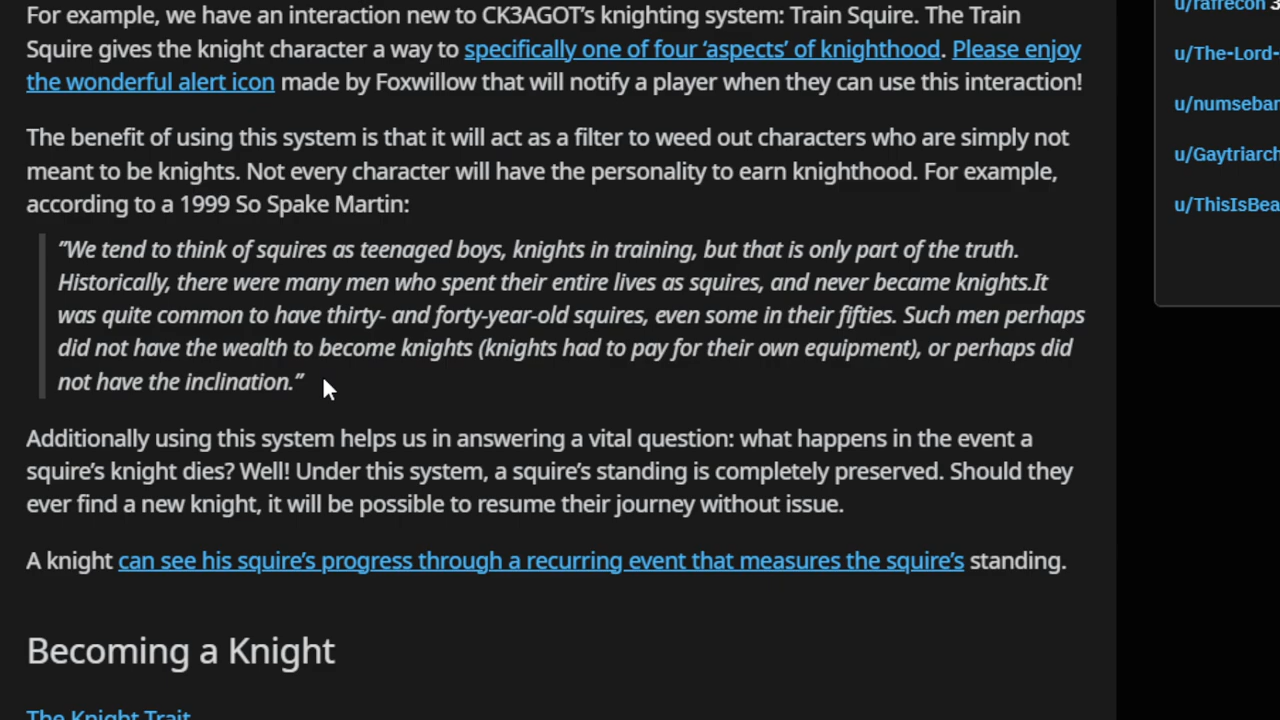 For example, we have an interaction new to CK3AGOT's knighting system: Train Squire. The Train
Squire gives the knight character a way to specifically one of four ‘aspects’ of knighthood. Please enjoy
the wonderful alert icon made by Foxwillow that will notify a player when they can use this interaction!
The benefit of using this system is that it will act as a filter to weed out characters who are simply not
meant to be knights. Not every character will have the personality to earn knighthood. For example,
according to a 1999 So Spake Martin:
”We tend to think of squires as teenaged boys, knights in training, but that is only part of the truth.
Historically, there were many men who spent their entire lives as squires, and never became knights.It
was quite common to have thirty- and forty-year-old squires, even some in their fifties. Such men perhaps
did not have the wealth to become knights (knights had to pay for their own equipment), or perhaps did
not have the inclination.”
Additionally using this system helps us in answering a vital question: what happens in the event a
squire’s knight dies? Well! Under this system, a squire’s standing is completely preserved. Should they
ever find a new knight, it will be possible to resume their journey without issue.
A knight can see his squire’s progress through a recurring event that measures the squire’s standing.
Becoming a Knight
The Knight Trait
u/rafrecon
u/The-Lord-
u/numsebar
u/Gaytriarch
u/ThisIsBea